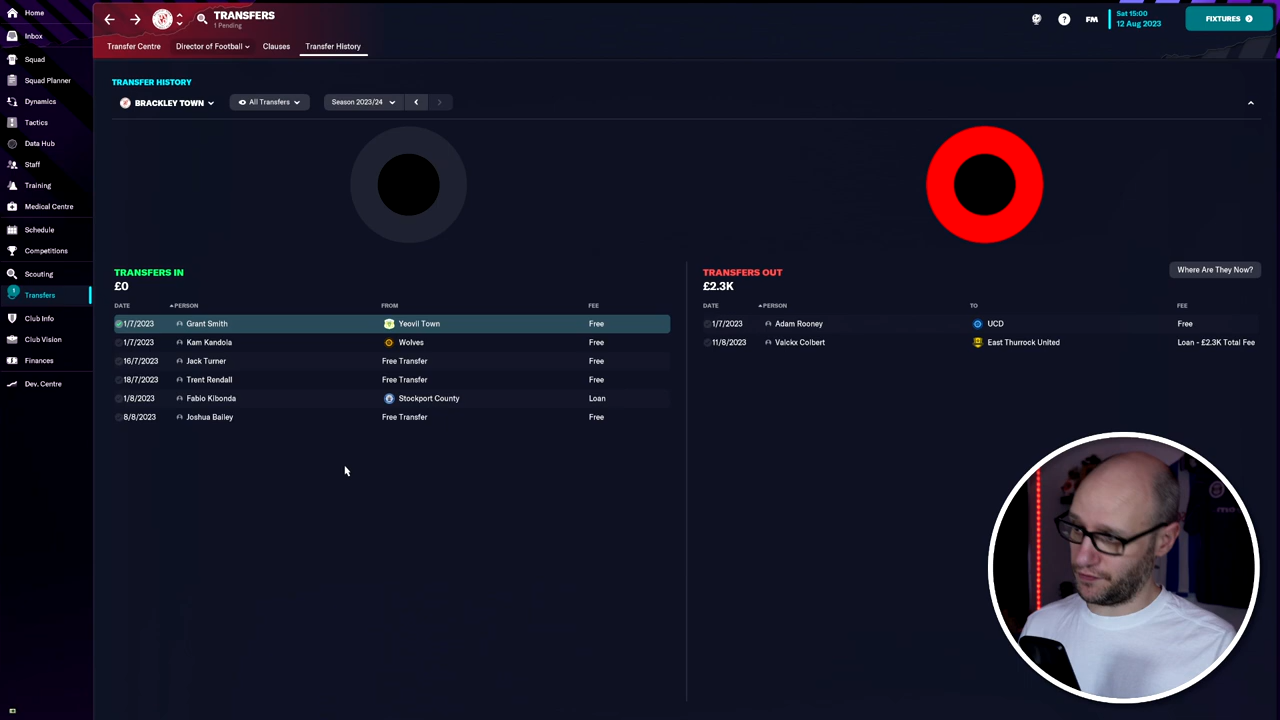 Home
Inbox
Squad
Squad Planner
Dynamics
Tactics
Data Hub
Staff
Training
Medical Centre
Schedule
Competitions
Scouting
1
Transfers
Club Info
Club Vision
Finances
Dev. Centre
TRANSFERS
1 Pending
FM
Sat 15:00
12 Aug 2023
FIXTURES
Transfer Centre Director of Football Clauses Transfer History
TRANSFER HISTORY
BRACKLEY TOWN All Transfers Season 2023/24
TRANSFERS IN
£0
DATE PERSON FROM FEE
1/7/2023 Grant Smith Yeovil Town Free
1/7/2023 Kam Kandola Wolves Free
16/7/2023 Jack Turner Free Transfer Free
18/7/2023 Trent Rendall Free Transfer Free
1/8/2023 Fabio Kibonda Stockport County Loan
8/8/2023 Joshua Bailey Free Transfer Free
TRANSFERS OUT
£2.3K
Where Are They Now?
DATE PERSON TO FEE
1/7/2023 Adam Rooney UCD Free
11/8/2023 Valckx Colbert East Thurrock United Loan - £2.3K Total Fee